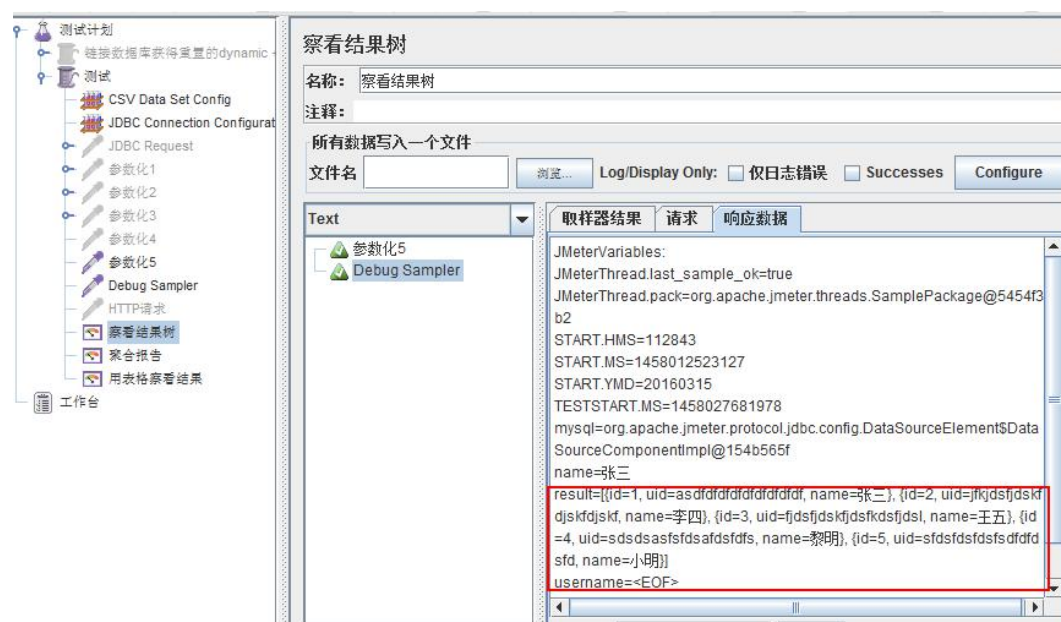 测试计划
链接数据库获得重置的dynamic
测试
CSV Data Set Config
JDBC Connection Configurat
JDBC Request
参数化1
参数化2
参数化3
参数化4
参数化5
Debug Sampler
HTTP请求
察看结果树
聚合报告
用表格察看结果
工作台
察看结果树
名称： 察看结果树
注释：
所有数据写入一个文件
文件名 浏览... Log/Display Only: 仅日志错误 Successes Configure
Text
参数化5
Debug Sampler
取样器结果 请求 响应数据
JMeterVariables:
JMeterThread.last_sample_ok=true
JMeterThread.pack=org.apache.jmeter.threads.SamplePackage@5454f3
b2
START.HMS=112843
START.MS=1458012523127
START.YMD=20160315
TESTSTART.MS=1458027681978
mysql=org.apache.jmeter.protocol.jdbc.config.DataSourceElement$Data
SourceComponentImpl@154b565f
name=张三
result=[{id=1, uid=asdfdfdfdfdfdfdfdf, name=张三}, {id=2, uid=jfkjdsfjdskf
djskfdjskf, name=李四}, {id=3, uid=fjdsfjdskfjdsfkdsfjdsl, name=王五}, {id
=4, uid=sdsdsasfsfdsafdsfdfs, name=黎明}, {id=5, uid=sfdsfdsfdsfsdfdfd
sfd, name=小明}]
username=<EOF>